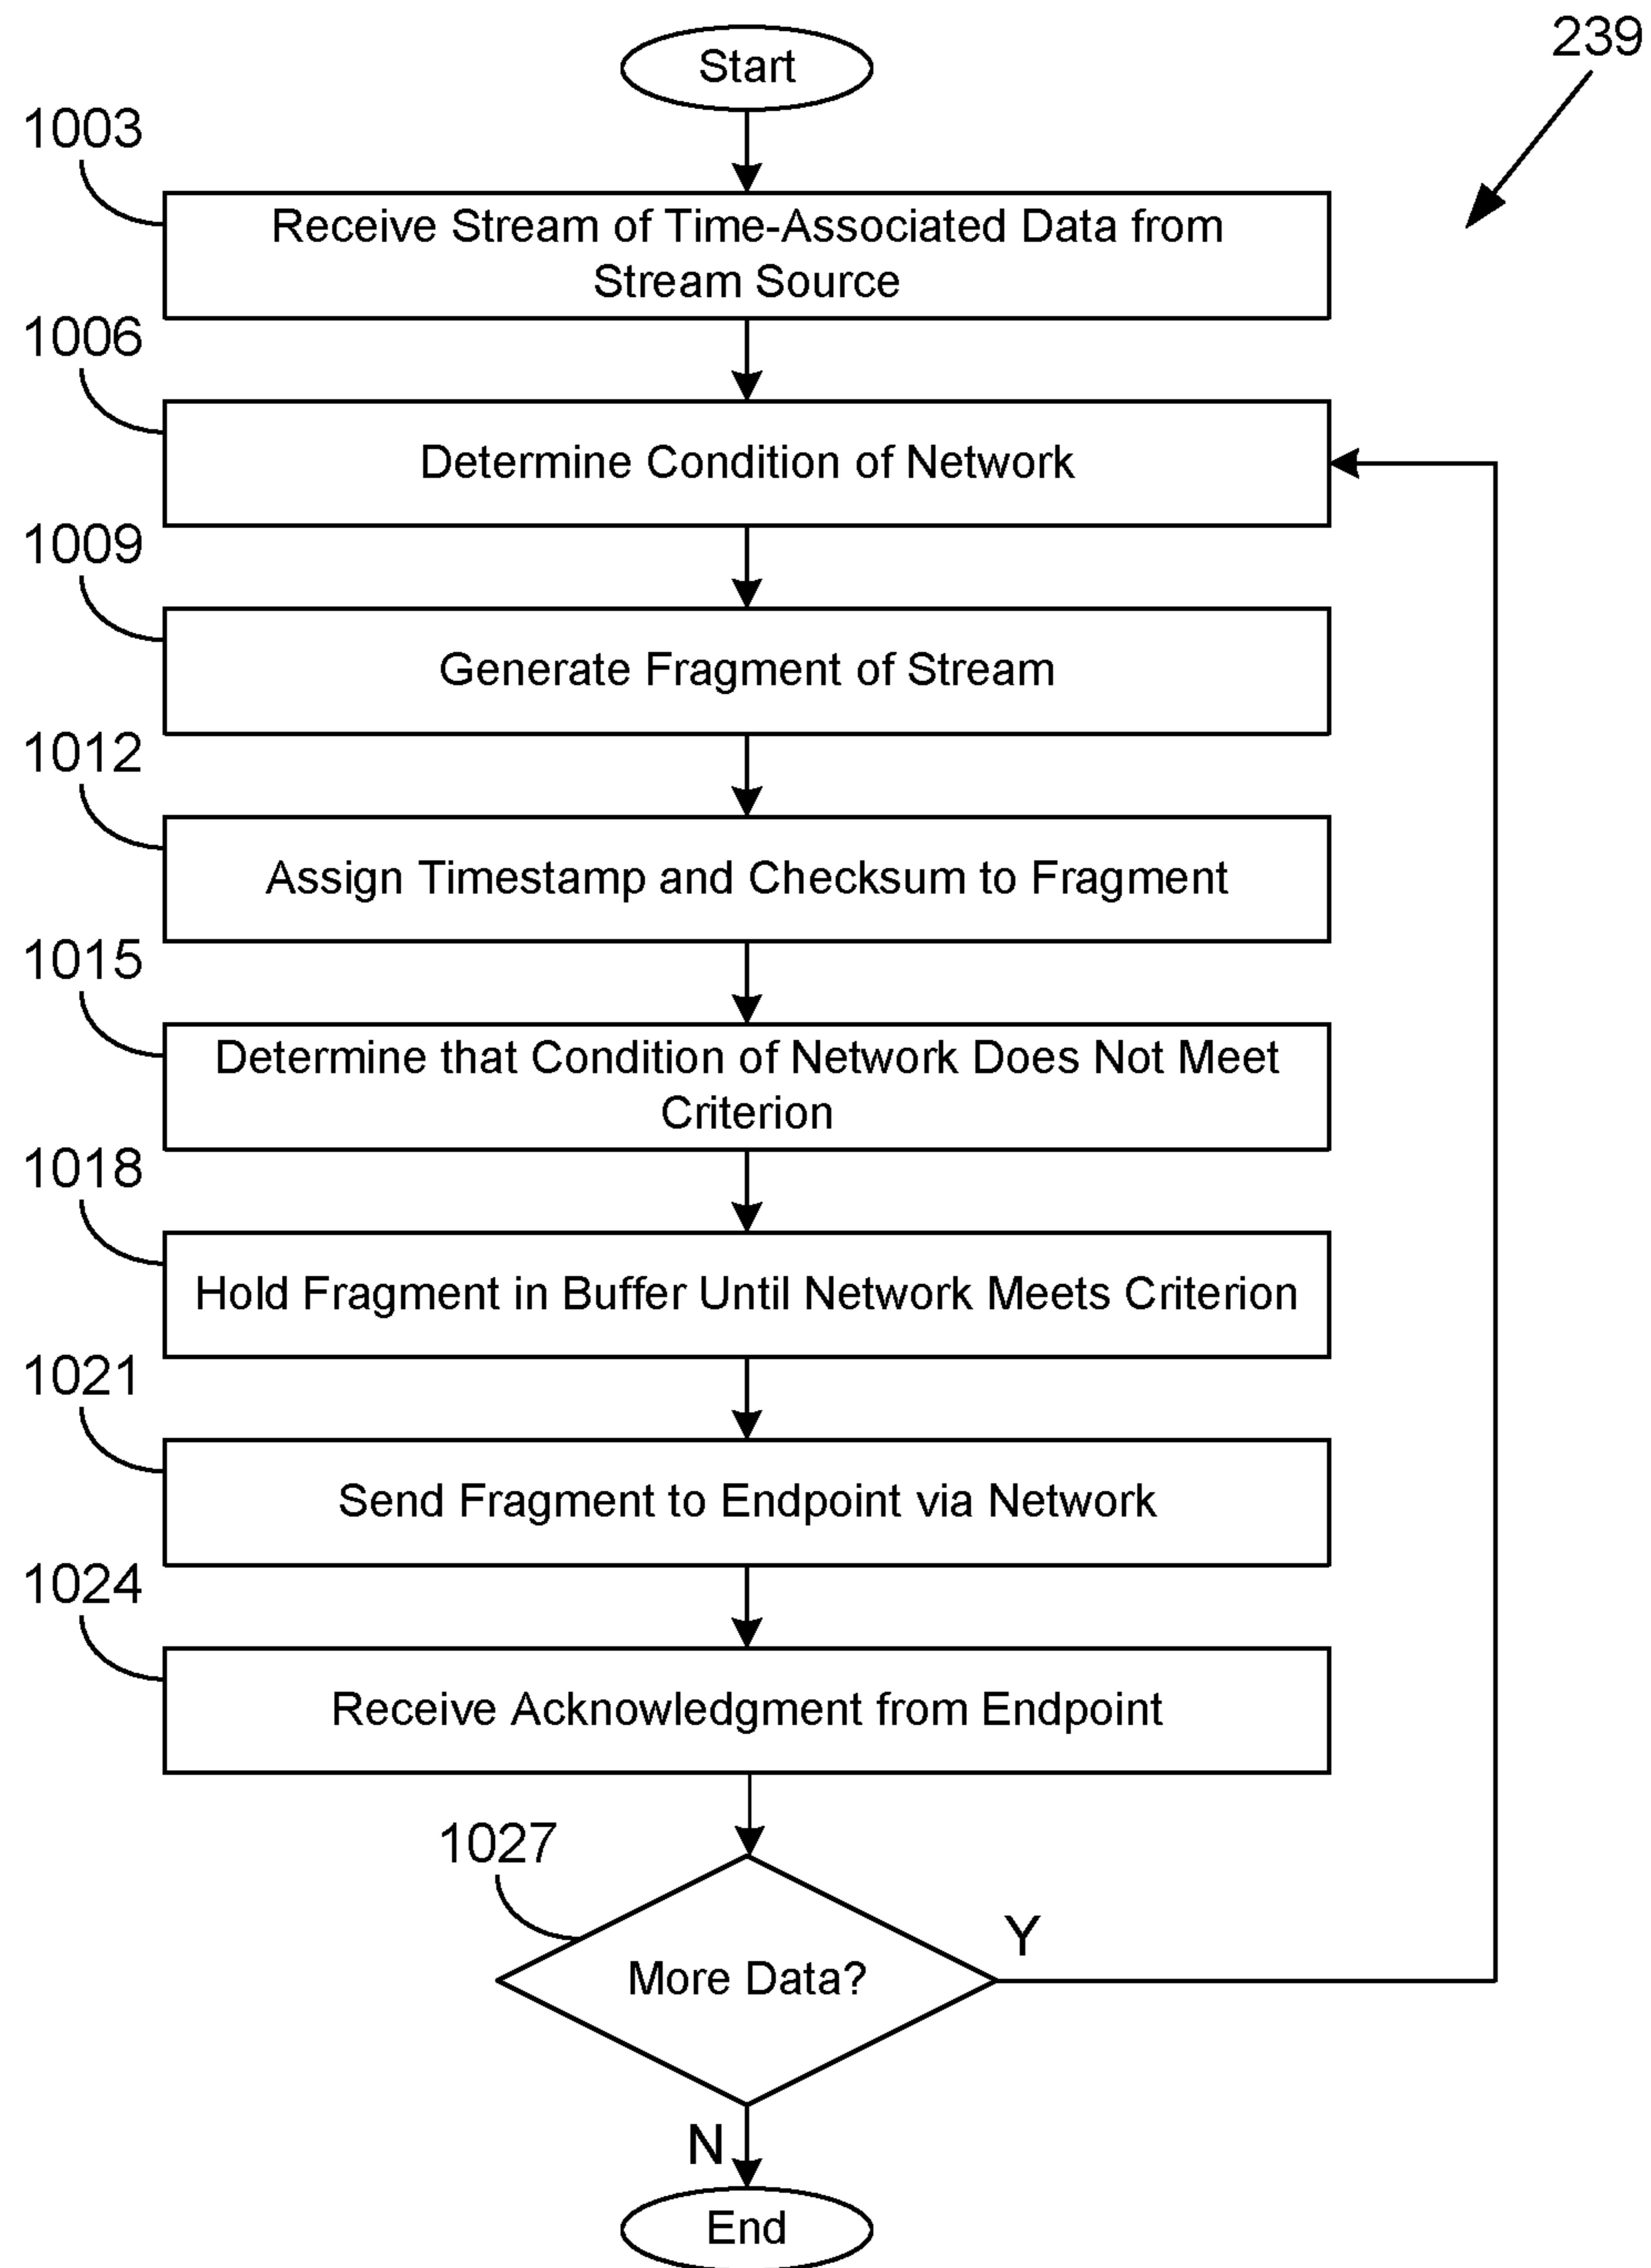 239
Start
1003
Receive Stream of Time-Associated Data from
Stream Source
1006
Determine Condition of Network
1009
Generate Fragment of Stream
1012
Assign Timestamp and Checksum to Fragment
1015
Determine that Condition of Network Does Not Meet
Criterion
1018
Hold Fragment in Buffer Until Network Meets Criterion
1021
Send Fragment to Endpoint via Network
1024
Receive Acknowledgment from Endpoint
1027
More Data?
Y
N
End